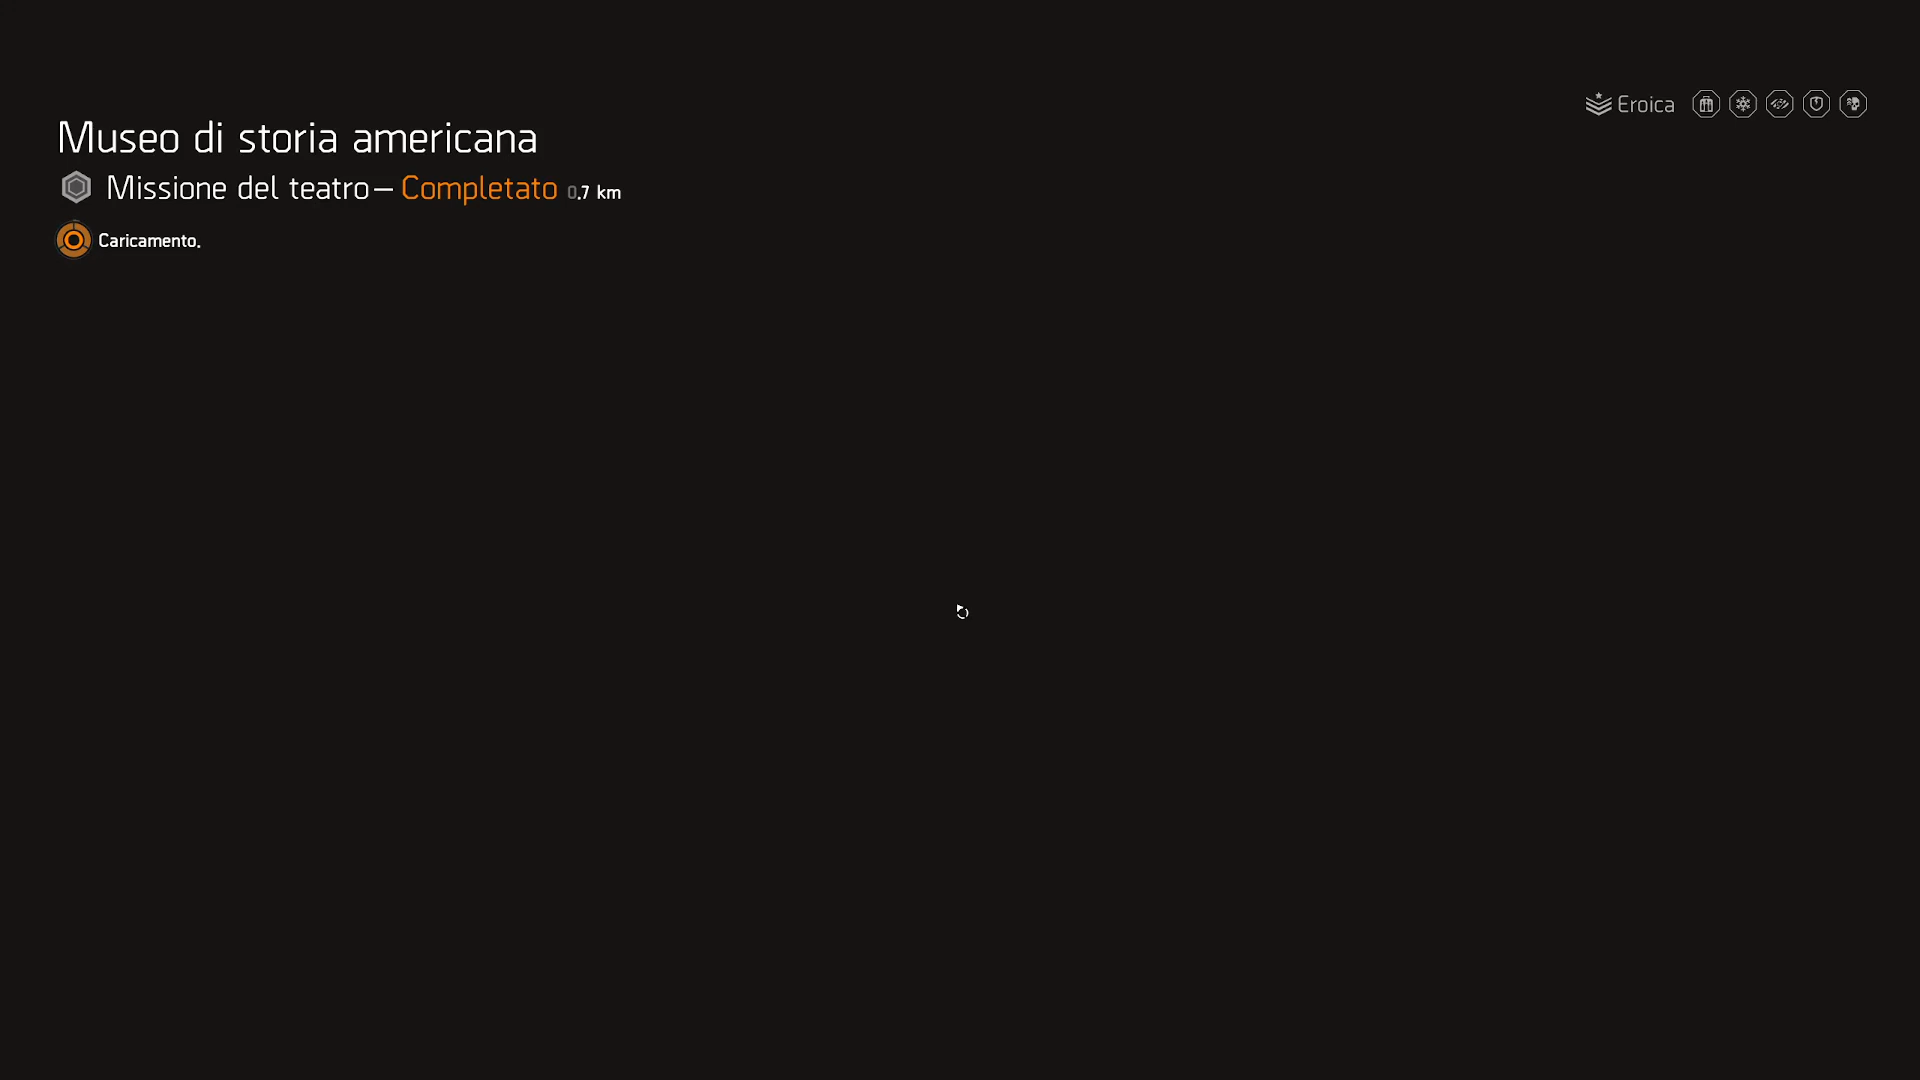 Eroica
Museo di storia americana
Missione del teatro – Completato 0.7 km
Caricamento.